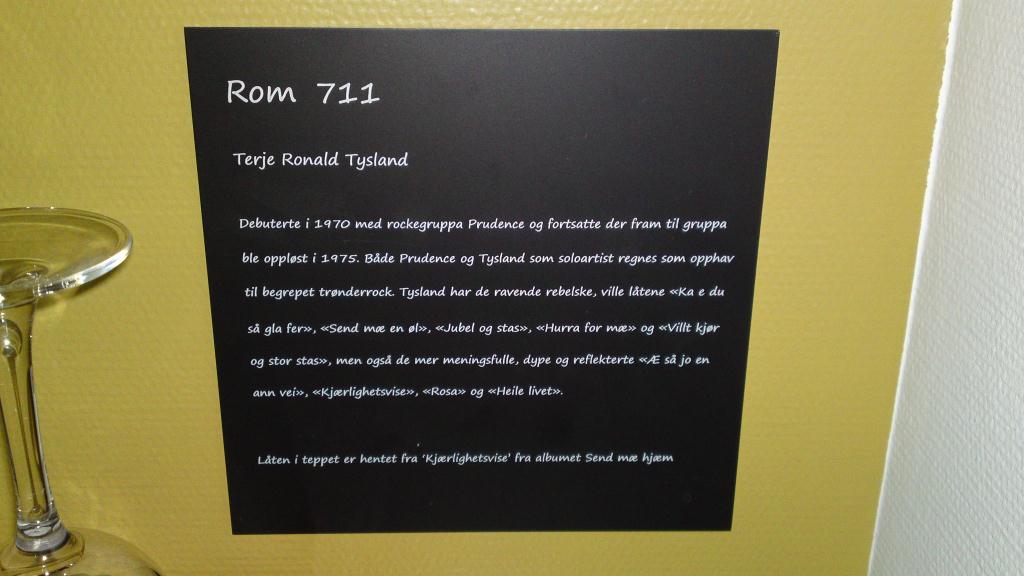 Rom 711
Terje Ronald Tysland
Debuterte i 1970 med rockegruppa Prudence og fortsatte der fram til gruppa
ble oppløst i 1975. Både Prudence og Tysland som soloartist regnes som opphav
til begrepet trønderrock. Tysland har de ravende rebelske, ville låtene «Ka e du
så gla fer», «Send mæ en øl», «Jubel og stas», «Hurra for mæ» og «Villt kjør
og stor stas», men også de mer meningsfulle, dype og reflekterte «Æ så jo en
ann vei», «Kjærlighetsvise», «Rosa» og «Heile livet».
Låten i teppet er hentet fra 'Kjærlighetsvise' fra albumet Send mæ hjæm